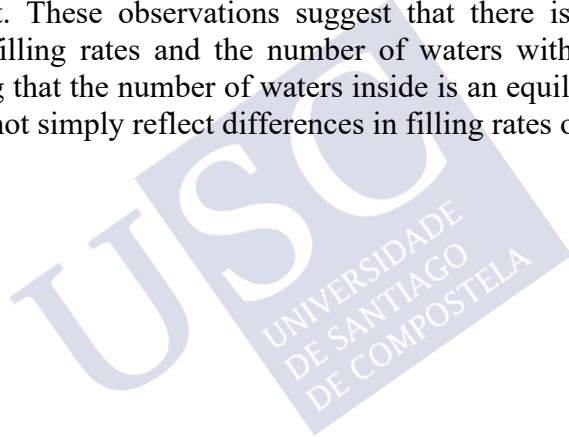 t. These observations suggest that there is
illing rates and the number of waters with
g that the number of waters inside is an equil
not simply reflect differences in filling rates o
USC
UNIVERSIDADE
DE SANTIAGO
DE COMPOSTELA